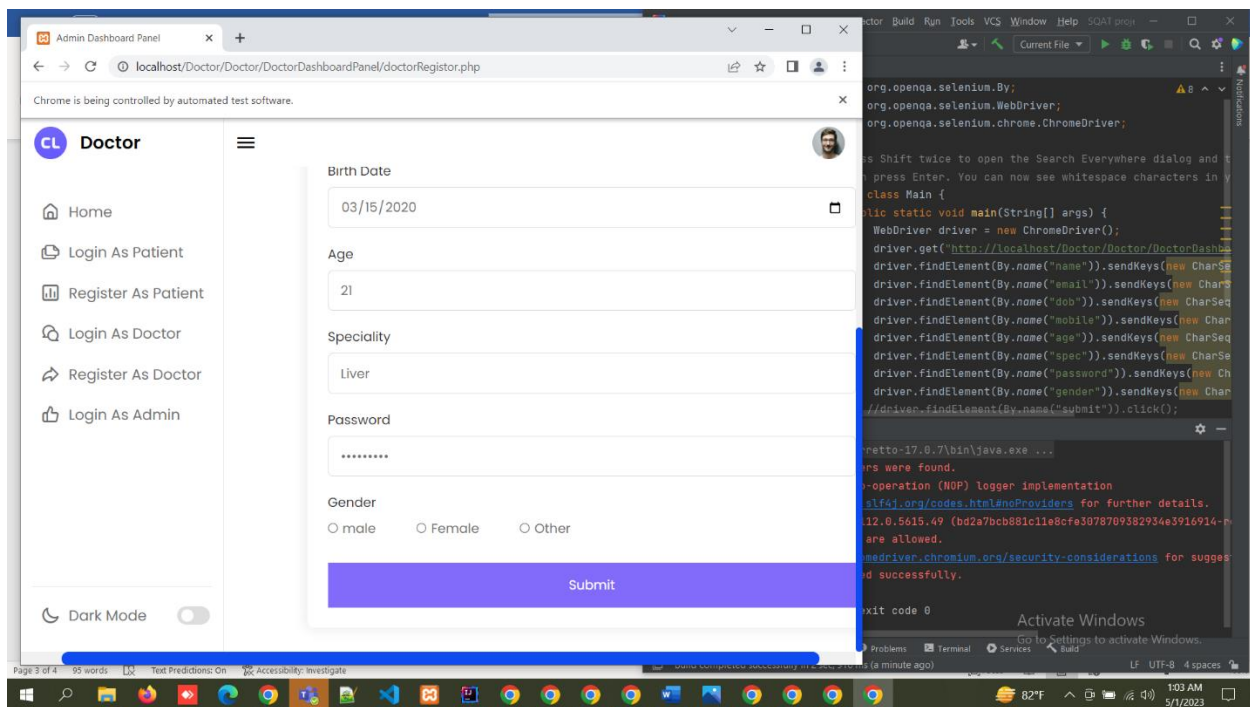 Admin Dashboard Panel
ctor Build Run Tools VCS Window Help SQAT proje
Current File
localhost/Doctor/Doctor/DoctorDashboardPanel/doctorRegistor.php
Chrome is being controlled by automated test software.
CL Doctor
Home
Login As Patient
Register As Patient
Login As Doctor
Register As Doctor
Login As Admin
Dark Mode
Birth Date
03/15/2020
Age
21
Speciality
Liver
Password
•••••••••
Gender
male Female Other
Submit
8
Notifications
org.openqa.selenium.By;
org.openqa.selenium.WebDriver;
org.openqa.selenium.chrome.ChromeDriver;
ss Shift twice to open the Search Everywhere dialog and t
press Enter. You can now see whitespace characters in y
class Main {
lic static void main(String[] args) {
WebDriver driver = new ChromeDriver();
driver.get("http://localhost/Doctor/Doctor/DoctorDashbo
driver.findElement(By.name("name")).sendKeys(new CharSe
driver.findElement(By.name("email")).sendKeys(new CharS
driver.findElement(By.name("dob")).sendKeys(new CharSeq
driver.findElement(By.name("mobile")).sendKeys(new Char
driver.findElement(By.name("age")).sendKeys(new CharSeq
driver.findElement(By.name("spec")).sendKeys(new CharSe
driver.findElement(By.name("password")).sendKeys(new Ch
driver.findElement(By.name("gender")).sendKeys(new Char
//driver.findElement(By.name("submit")).click();
rretto-17.0.7\bin\java.exe ...
ers were found.
o-operation (NOP) logger implementation
slf4j.org/codes.html#noProviders for further details.
112.0.5615.49 (bd2a7bcb881c11e8cfe3078709382934e3916914-r
are allowed.
omedriver.chromium.org/security-considerations for sugges
ed successfully.
exit code 0
Activate Windows
Go to Settings to activate Windows.
Problems Terminal Services Build
(a minute ago)
LF UTF-8 4 spaces
Page 3 of 4 95 words Text Predictions: On Accessibility: Investigate
82°F
1:03 AM
5/1/2023